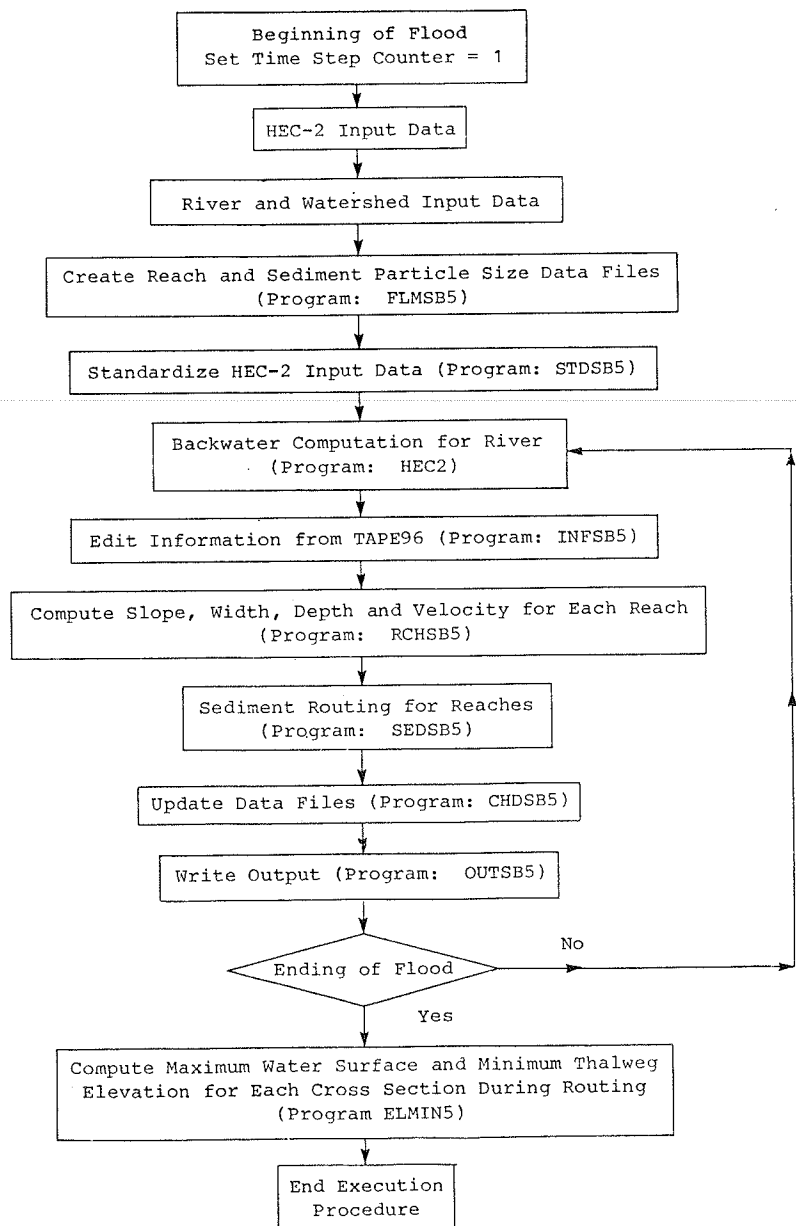 Beginning of Flood
Set Time Step Counter = 1
HEC-2 Input Data
River and Watershed Input Data
Create Reach and Sediment Particle Size Data Files
(Program: FLMSB5)
Standardize HEC-2 Input Data (Program: STDSB5)
Backwater Computation for River
(Program: HEC2)
Edit Information from TAPE96 (Program: INFSB5)
Compute Slope, Width, Depth and Velocity for Each Reach
(Program: RCHSB5)
Sediment Routing for Reaches
(Program: SEDSB5)
Update Data Files (Program: CHDSB5)
Write Output (Program: OUTSB5)
Ending of Flood
No
Yes
Compute Maximum Water Surface and Minimum Thalweg
Elevation for Each Cross Section During Routing
(Program ELMIN5)
End Execution
Procedure